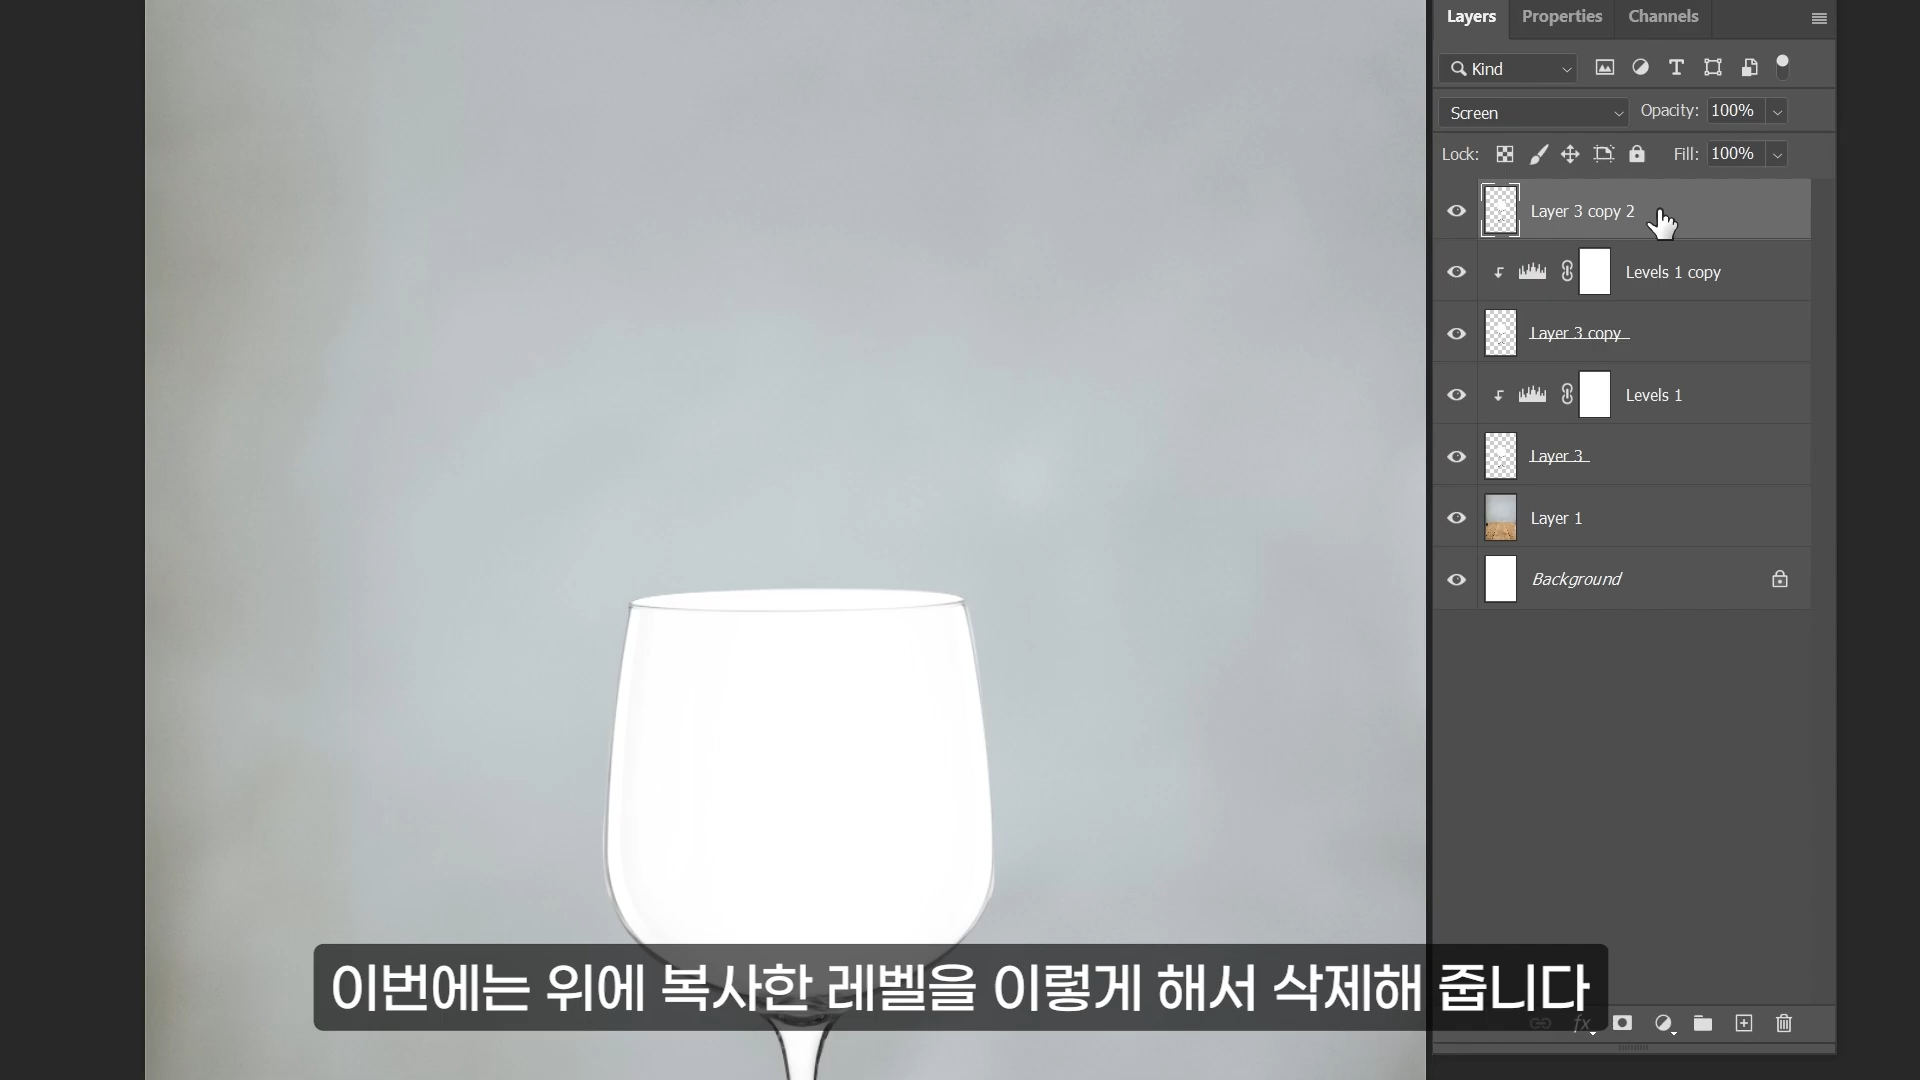 Layers Properties Channels
Kind
Screen Opacity: 100%
Lock: Fill: 100%
Layer 3 copy 2
Levels 1 copy
Layer 3 copy
Levels 1
Layer 3
Layer 1
Background
이번에는 위에 복사한 레벨을 이렇게 해서 삭제해 줍니다
fx